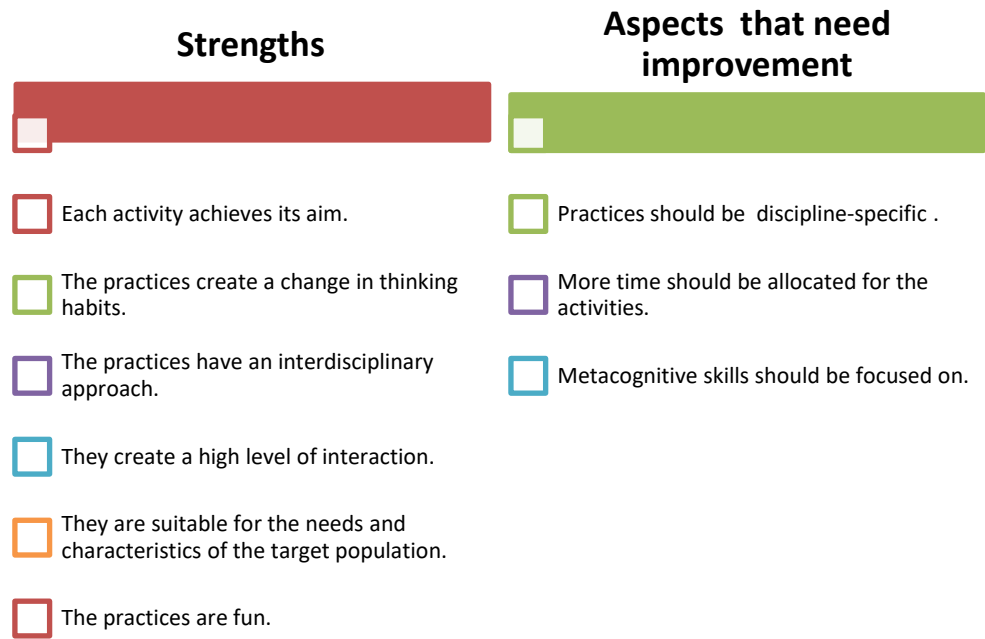 Strengths
Each activity achieves its aim.
The practices create a change in thinking
habits.
The practices have an interdisciplinary
approach.
They create a high level of interaction.
They are suitable for the needs and
characteristics of the target population.
The practices are fun.
Aspects that need
improvement
Practices should be discipline-specific .
More time should be allocated for the
activities.
Metacognitive skills should be focused on.